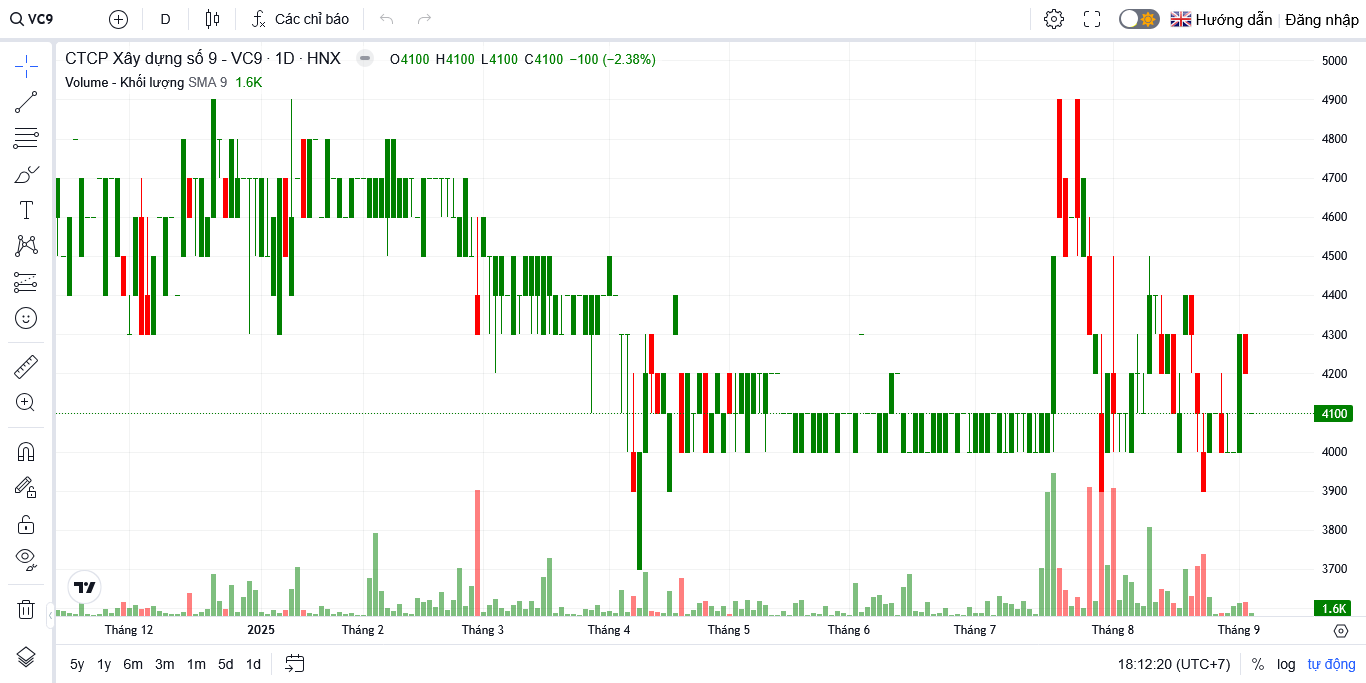 VC9 D Các chỉ báo Hướng dẫn Đăng nhập
CTCP Xây dựng số 9 - VC9 · 1D · HNX O4100 H4100 L4100 C4100 −100 (−2.38%)
Volume - Khối lượng SMA 9 1.6K
5000
4900
4800
4700
4600
4500
4400
4300
4200
4100
4000
3900
3800
3700
1.6K
Tháng 12 2025 Tháng 2 Tháng 3 Tháng 4 Tháng 5 Tháng 6 Tháng 7 Tháng 8 Tháng 9
5y 1y 6m 3m 1m 5d 1d 18:12:20 (UTC+7) % log tự động